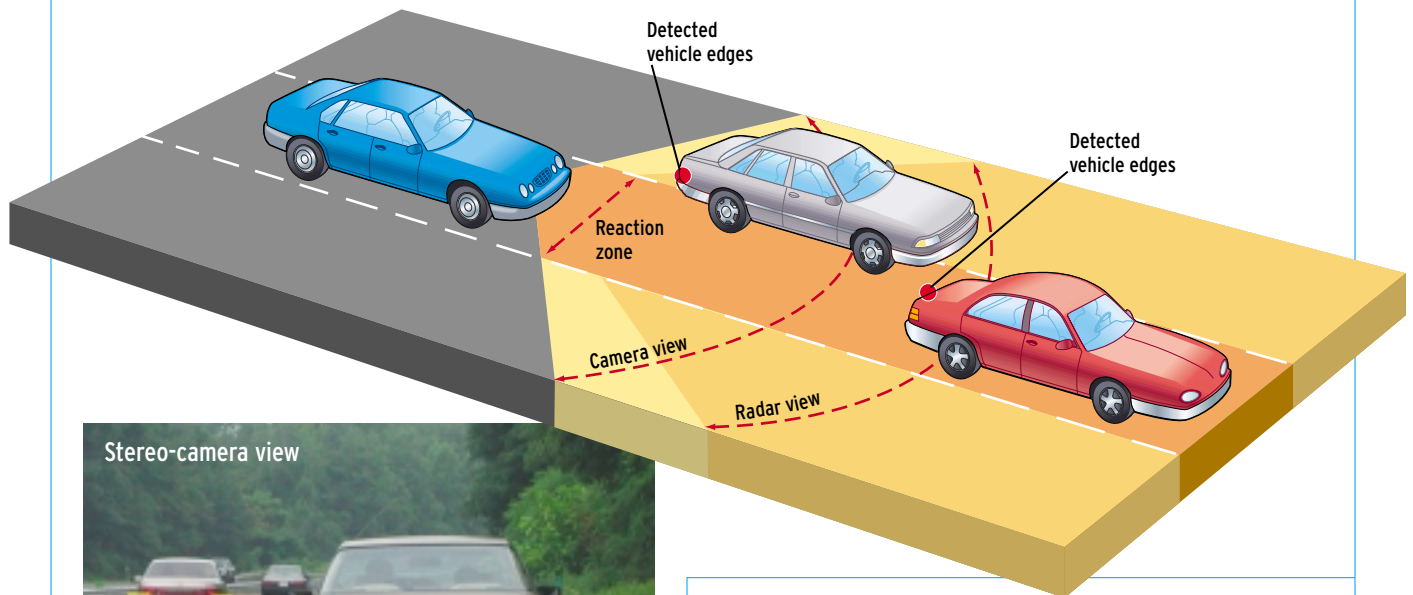 Detected
vehicle edges
Detected
vehicle edges
Reaction
zone
Camera view
Radar view
Stereo-camera view